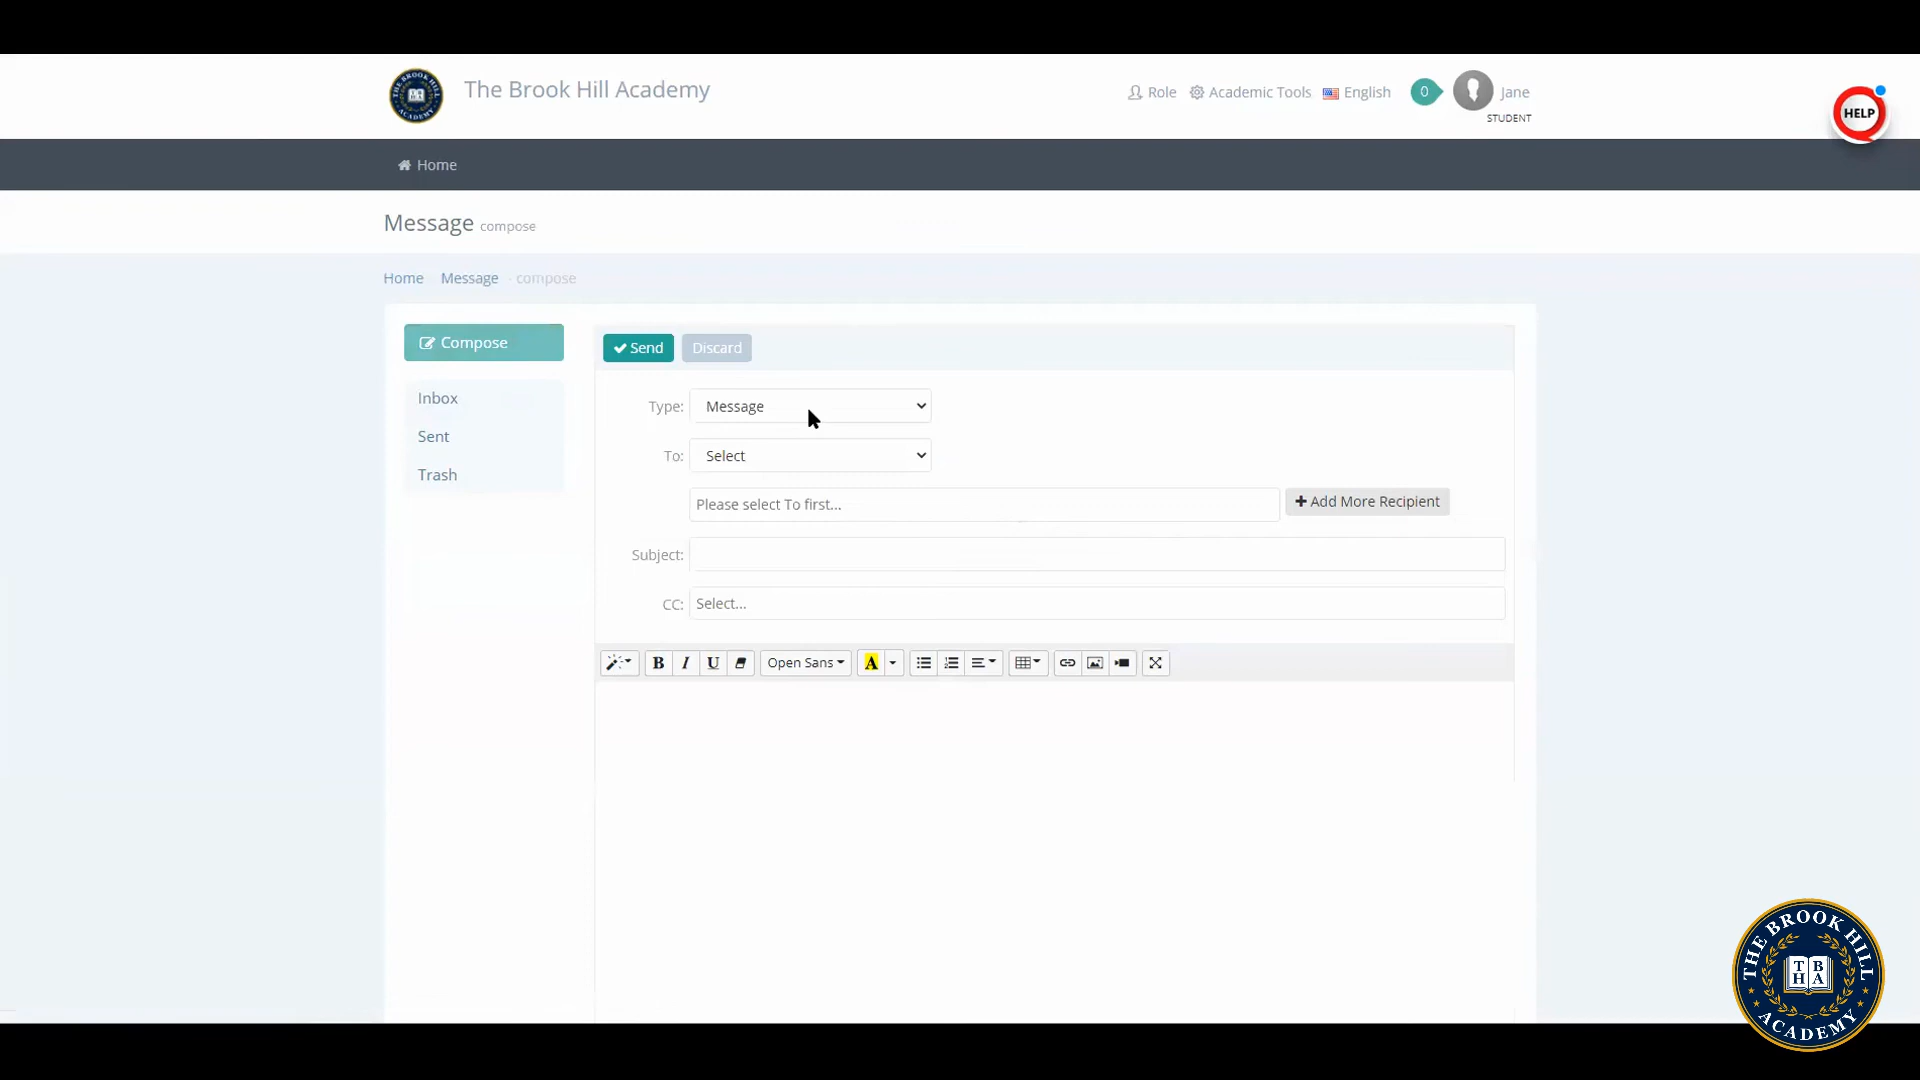 The Brook Hill Academy
Role Academic Tools English 0 Jane
STUDENT
HELP
Home
Message compose
Home Message compose
Compose
Inbox
Sent
Trash
Send Discard
Type: Message
To: Select
Please select To first... + Add More Recipient
Subject:
CC: Select...
B I U Open Sans A
THE BROOK HILL ACADEMY
T B
H A